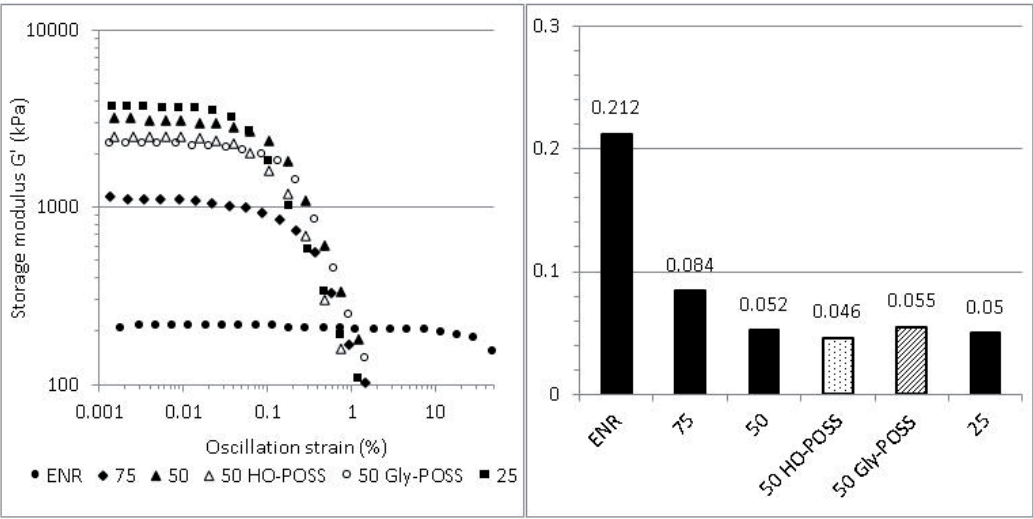 10000
1000
100
Storage modulus G' (kPa)
0.001 0.01 0.1 1 10
Oscillation strain (%)
ENR 75 50 50 HO-POSS 50 Gly-POSS 25
0.3
0.2
0.1
0
0.212
0.084
0.052
0.046
0.055
0.05
ENR
75
50
50 HO-POSS
50 Gly-POSS
25